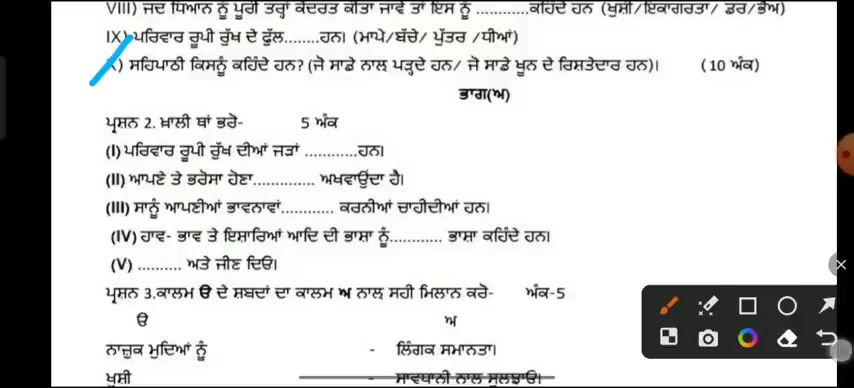 VIII) ਜਦ ਧਿਆਨ ਨੂੰ ਪੂਰੀ ਤਰ੍ਹਾਂ ਕੇਂਦਰਤ ਕੀਤਾ ਜਾਵੇ ਤਾਂ ਇਸ ਨੂੰ ............ਕਹਿੰਦੇ ਹਨ (ਖੁਸ਼ੀ/ਇਕਾਗਰਤਾ/ ਡਰ/ਭੈਅ)
IX) ਪਰਿਵਾਰ ਰੂਪੀ ਰੁੱਖ ਦੇ ਫੁੱਲ........ਹਨ। (ਮਾਪੇ/ਬੱਚੇ/ ਪੁੱਤਰ /ਧੀਆਂ)
X) ਸਹਿਪਾਠੀ ਕਿਸਨੂੰ ਕਹਿੰਦੇ ਹਨ? (ਜੋ ਸਾਡੇ ਨਾਲ ਪੜ੍ਹਦੇ ਹਨ/ ਜੋ ਸਾਡੇ ਖੂਨ ਦੇ ਰਿਸ਼ਤੇਦਾਰ ਹਨ)। (10 ਅੰਕ)
ਭਾਗ(ਅ)
ਪ੍ਰਸ਼ਨ 2. ਖ਼ਾਲੀ ਥਾਂ ਭਰੋ- 5 ਅੰਕ
(I) ਪਰਿਵਾਰ ਰੂਪੀ ਰੁੱਖ ਦੀਆਂ ਜੜਾਂ ............ਹਨ।
(II) ਆਪਣੇ ਤੇ ਭਰੋਸਾ ਹੋਣਾ.............. ਅਖਵਾਉਂਦਾ ਹੈ।
(III) ਸਾਨੂੰ ਆਪਣੀਆਂ ਭਾਵਨਾਵਾਂ............ ਕਰਨੀਆਂ ਚਾਹੀਦੀਆਂ ਹਨ।
(IV) ਹਾਵ- ਭਾਵ ਤੇ ਇਸ਼ਾਰਿਆਂ ਆਦਿ ਦੀ ਭਾਸ਼ਾ ਨੂੰ............ ਭਾਸ਼ਾ ਕਹਿੰਦੇ ਹਨ।
(V) .......... ਅਤੇ ਜੀਣ ਦਿਓ।
ਪ੍ਰਸ਼ਨ 3.ਕਾਲਮ ੳ ਦੇ ਸ਼ਬਦਾਂ ਦਾ ਕਾਲਮ ਅ ਨਾਲ ਸਹੀ ਮਿਲਾਨ ਕਰੋ- ਅੰਕ-5
ੳ ਅ
ਨਾਜ਼ੁਕ ਮੁਦਿਆਂ ਨੂੰ - ਲਿੰਗਕ ਸਮਾਨਤਾ।
ਖੁਸ਼ੀ - ਸਾਵਧਾਨੀ ਨਾਲ ਸੁਲਝਾਓ।